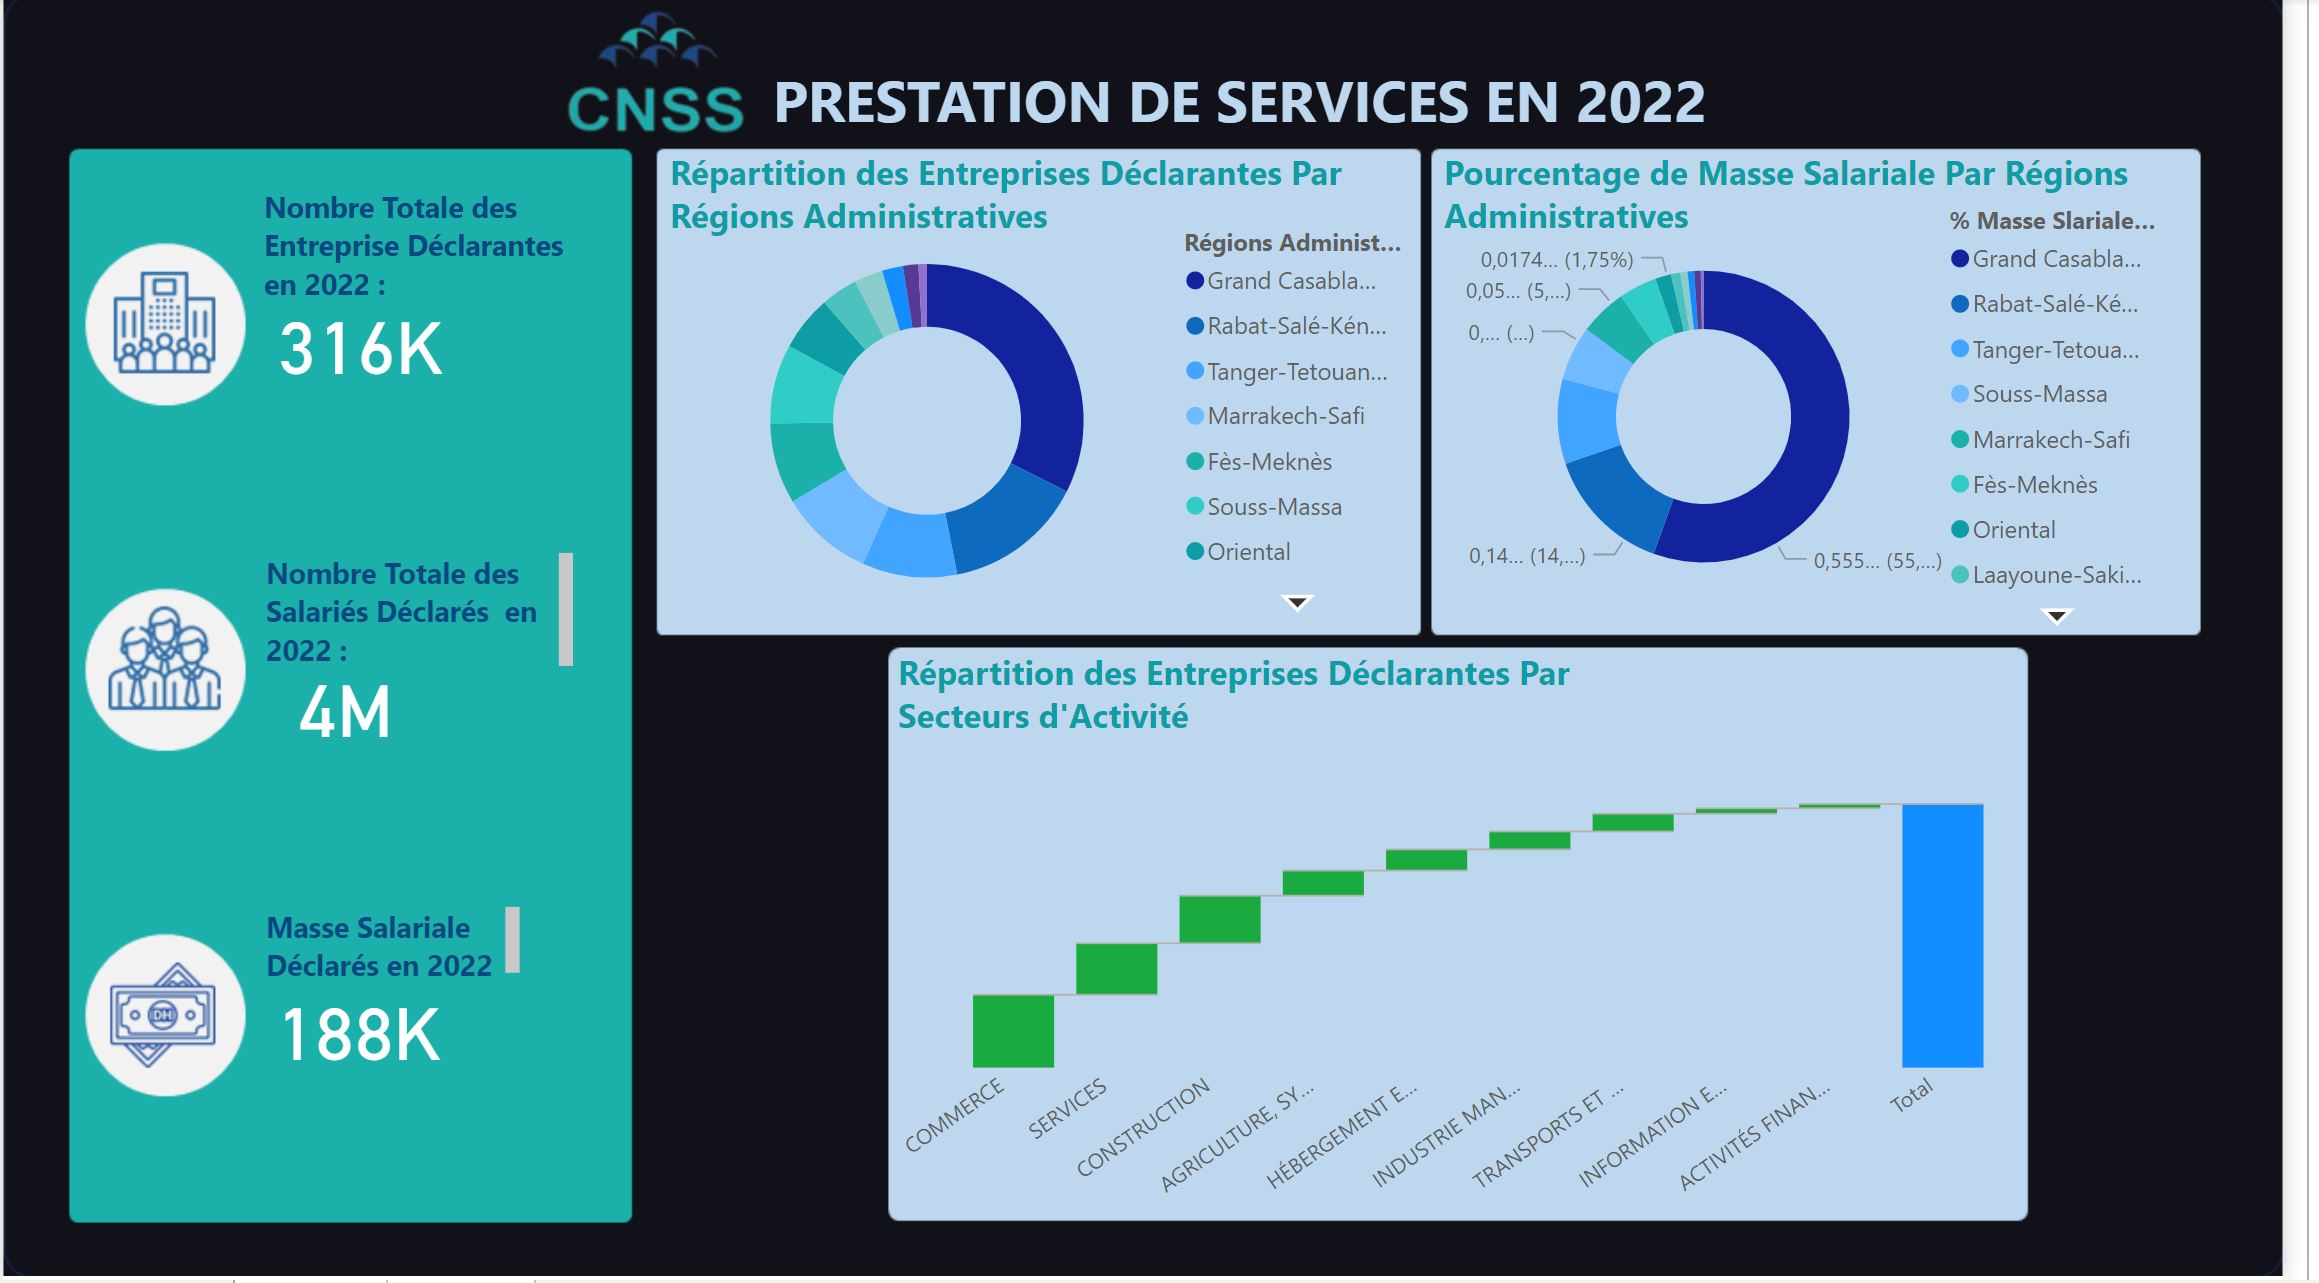 CNSS
PRESTATION DE SERVICES EN 2022
Nombre Totale des
Entreprise Déclarantes
en 2022 :
316K
Nombre Totale des
Salariés Déclarés  en
2022 :
4M
Masse Salariale
Déclarés en 2022
DH
188K
Répartition des Entreprises Déclarantes Par
Régions Administratives
Régions Administ...
Grand Casabla...
Rabat-Salé-Kén...
Tanger-Tetouan...
Marrakech-Safi
Fès-Meknès
Souss-Massa
Oriental
Pourcentage de Masse Salariale Par Régions
Administratives
0,0174... (1,75%)
0,05... (5,...)
0,... (...)
0,14... (14,...)
0,555... (55,...)
% Masse Slariale...
Grand Casabla...
Rabat-Salé-Ké...
Tanger-Tetoua...
Souss-Massa
Marrakech-Safi
Fès-Meknès
Oriental
Laayoune-Saki...
Répartition des Entreprises Déclarantes Par
Secteurs d'Activité
COMMERCE
SERVICES
CONSTRUCTION
AGRICULTURE, SY...
HÉBERGEMENT E...
INDUSTRIE MAN...
TRANSPORTS ET ...
INFORMATION E...
ACTIVITÉS FINAN...
Total